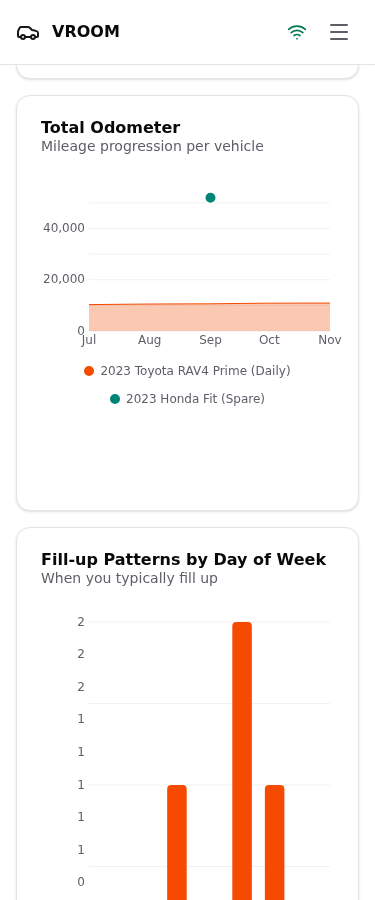 VROOM
Total Odometer
Mileage progression per vehicle
40,000
20,000
0
Jul Aug Sep Oct Nov
2023 Toyota RAV4 Prime (Daily)
2023 Honda Fit (Spare)
Fill-up Patterns by Day of Week
When you typically fill up
2
2
2
1
1
1
1
1
0